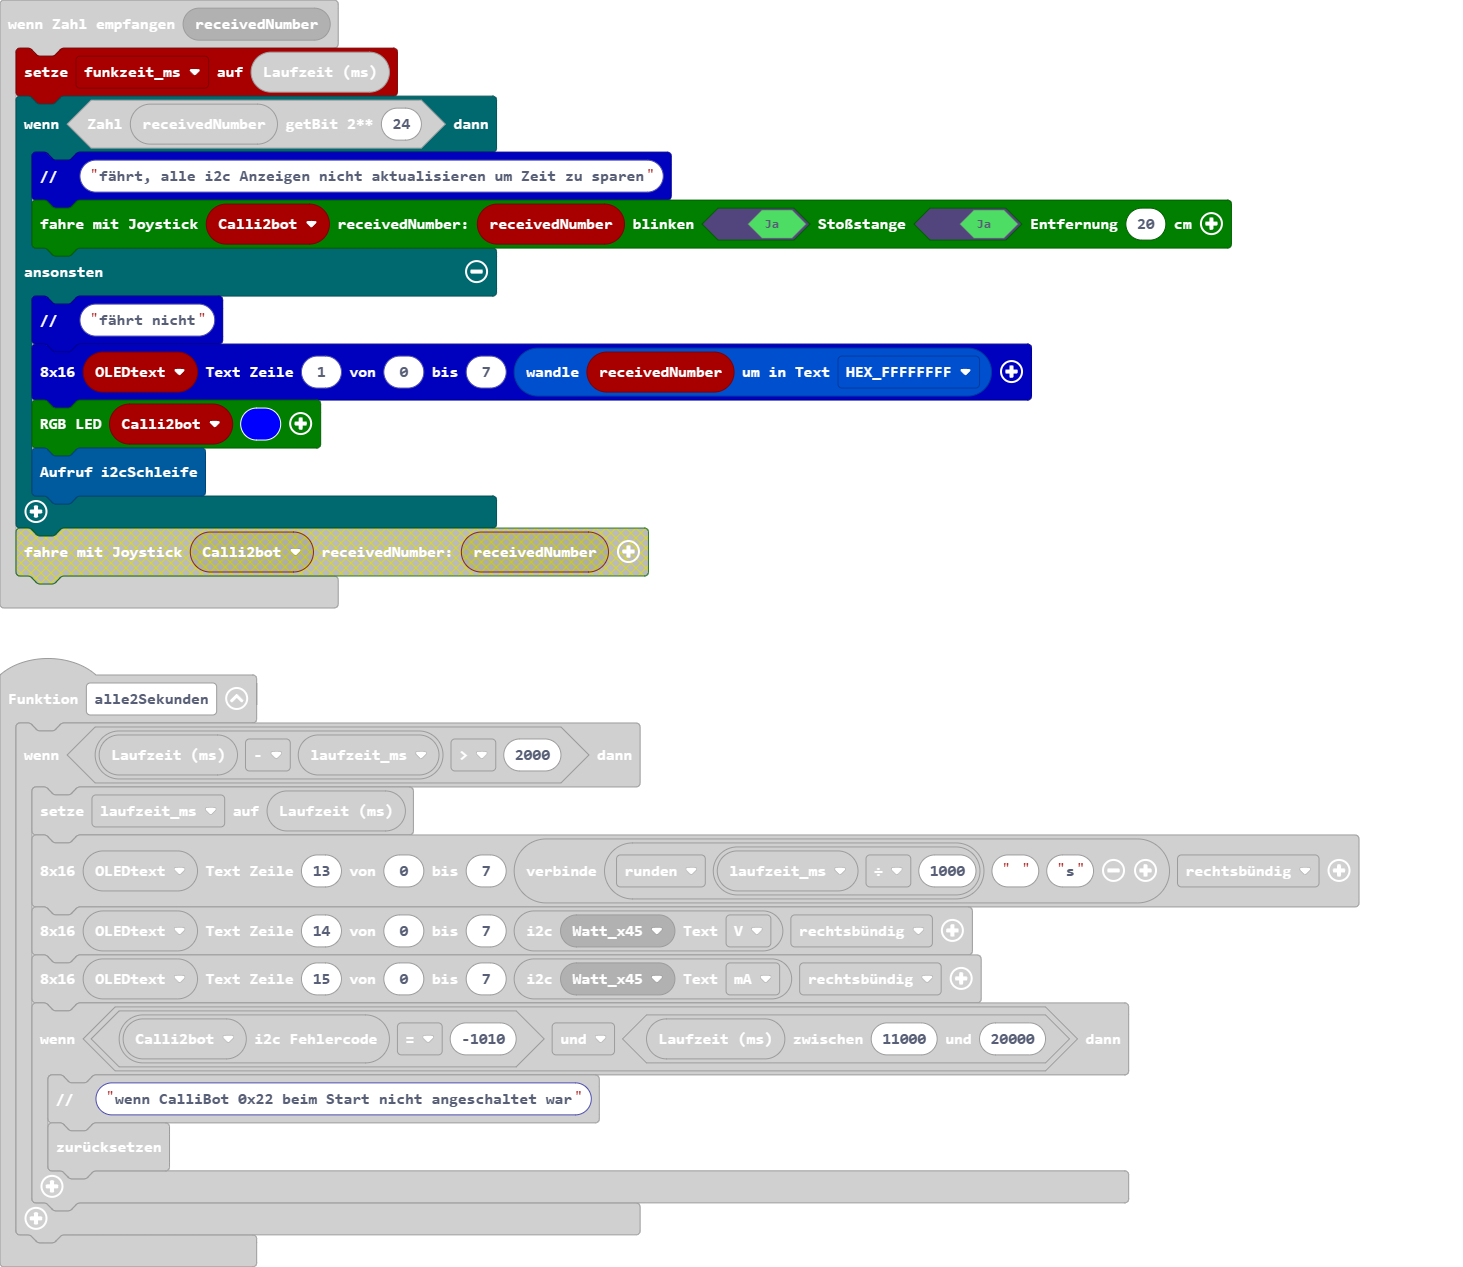 wenn Zahl empfangen receivedNumber
setze funkzeit_ms auf Laufzeit (ms)
wenn Zahl receivedNumber getBit 2** 24 dann
// "fährt, alle i2c Anzeigen nicht aktualisieren um Zeit zu sparen"
fahre mit Joystick Calli2bot receivedNumber: receivedNumber blinken Ja Stoßstange Ja Entfernung 20 cm
ansonsten
// "fährt nicht"
8x16 OLEDtext Text Zeile 1 von 0 bis 7 wandle receivedNumber um in Text HEX_FFFFFFFF
RGB LED Calli2bot
Aufruf i2cSchleife
fahre mit Joystick Calli2bot receivedNumber: receivedNumber
Funktion alle2Sekunden
wenn Laufzeit (ms) - laufzeit_ms > 2000 dann
setze laufzeit_ms auf Laufzeit (ms)
8x16 OLEDtext Text Zeile 13 von 0 bis 7 verbinde runden laufzeit_ms ÷ 1000 " " "s" rechtsbündig
8x16 OLEDtext Text Zeile 14 von 0 bis 7 i2c Watt_x45 Text V rechtsbündig
8x16 OLEDtext Text Zeile 15 von 0 bis 7 i2c Watt_x45 Text mA rechtsbündig
wenn Calli2bot i2c Fehlercode = -1010 und Laufzeit (ms) zwischen 11000 und 20000 dann
// "wenn CalliBot 0x22 beim Start nicht angeschaltet war"
zurücksetzen